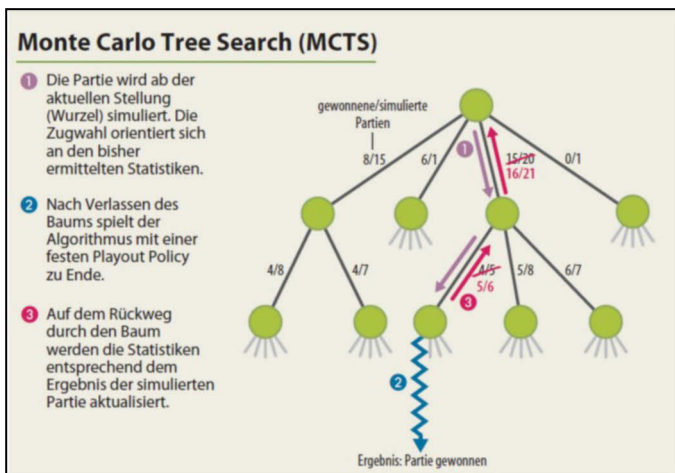 Monte Carlo Tree Search (MCTS)
1 Die Partie wird ab der
aktuellen Stellung
(Wurzel) simuliert. Die
Zugwahl orientiert sich
an den bisher
ermittelten Statistiken.
2 Nach Verlassen des
Baums spielt der
Algorithmus mit einer
festen Playout Policy
zu Ende.
3 Auf dem Rückweg
durch den Baum
werden die Statistiken
entsprechend dem
Ergebnis der simulierten
Partie aktualisiert.
gewonnene/simulierte
Partien
8/15
6/1
1
15/20
16/21
0/1
4/8
4/7
4/5
5/6
3
5/8
6/7
2
Ergebnis: Partie gewonnen